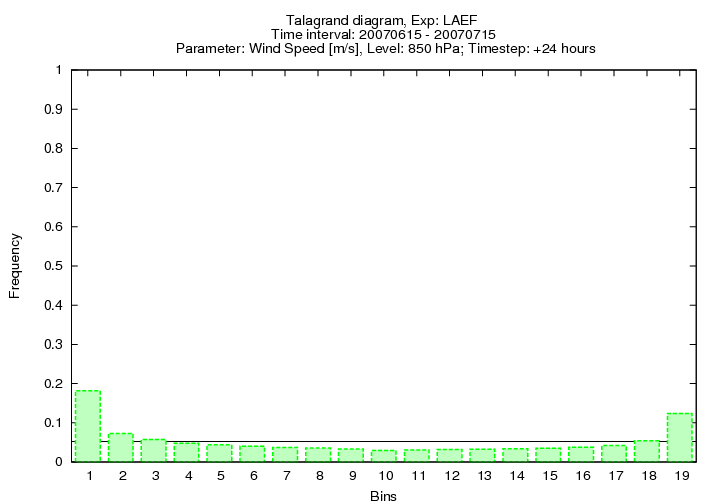 Talagrand diagram, Exp: LAEF
Time interval: 20070615 - 20070715
Parameter: Wind Speed [m/s], Level: 850 hPa; Timestep: +24 hours
1
0.9
0.8
0.7
0.6
0.5
0.4
0.3
0.2
0.1
0
Frequency
1 2 3 4 5 6 7 8 9 10 11 12 13 14 15 16 17 18 19
Bins